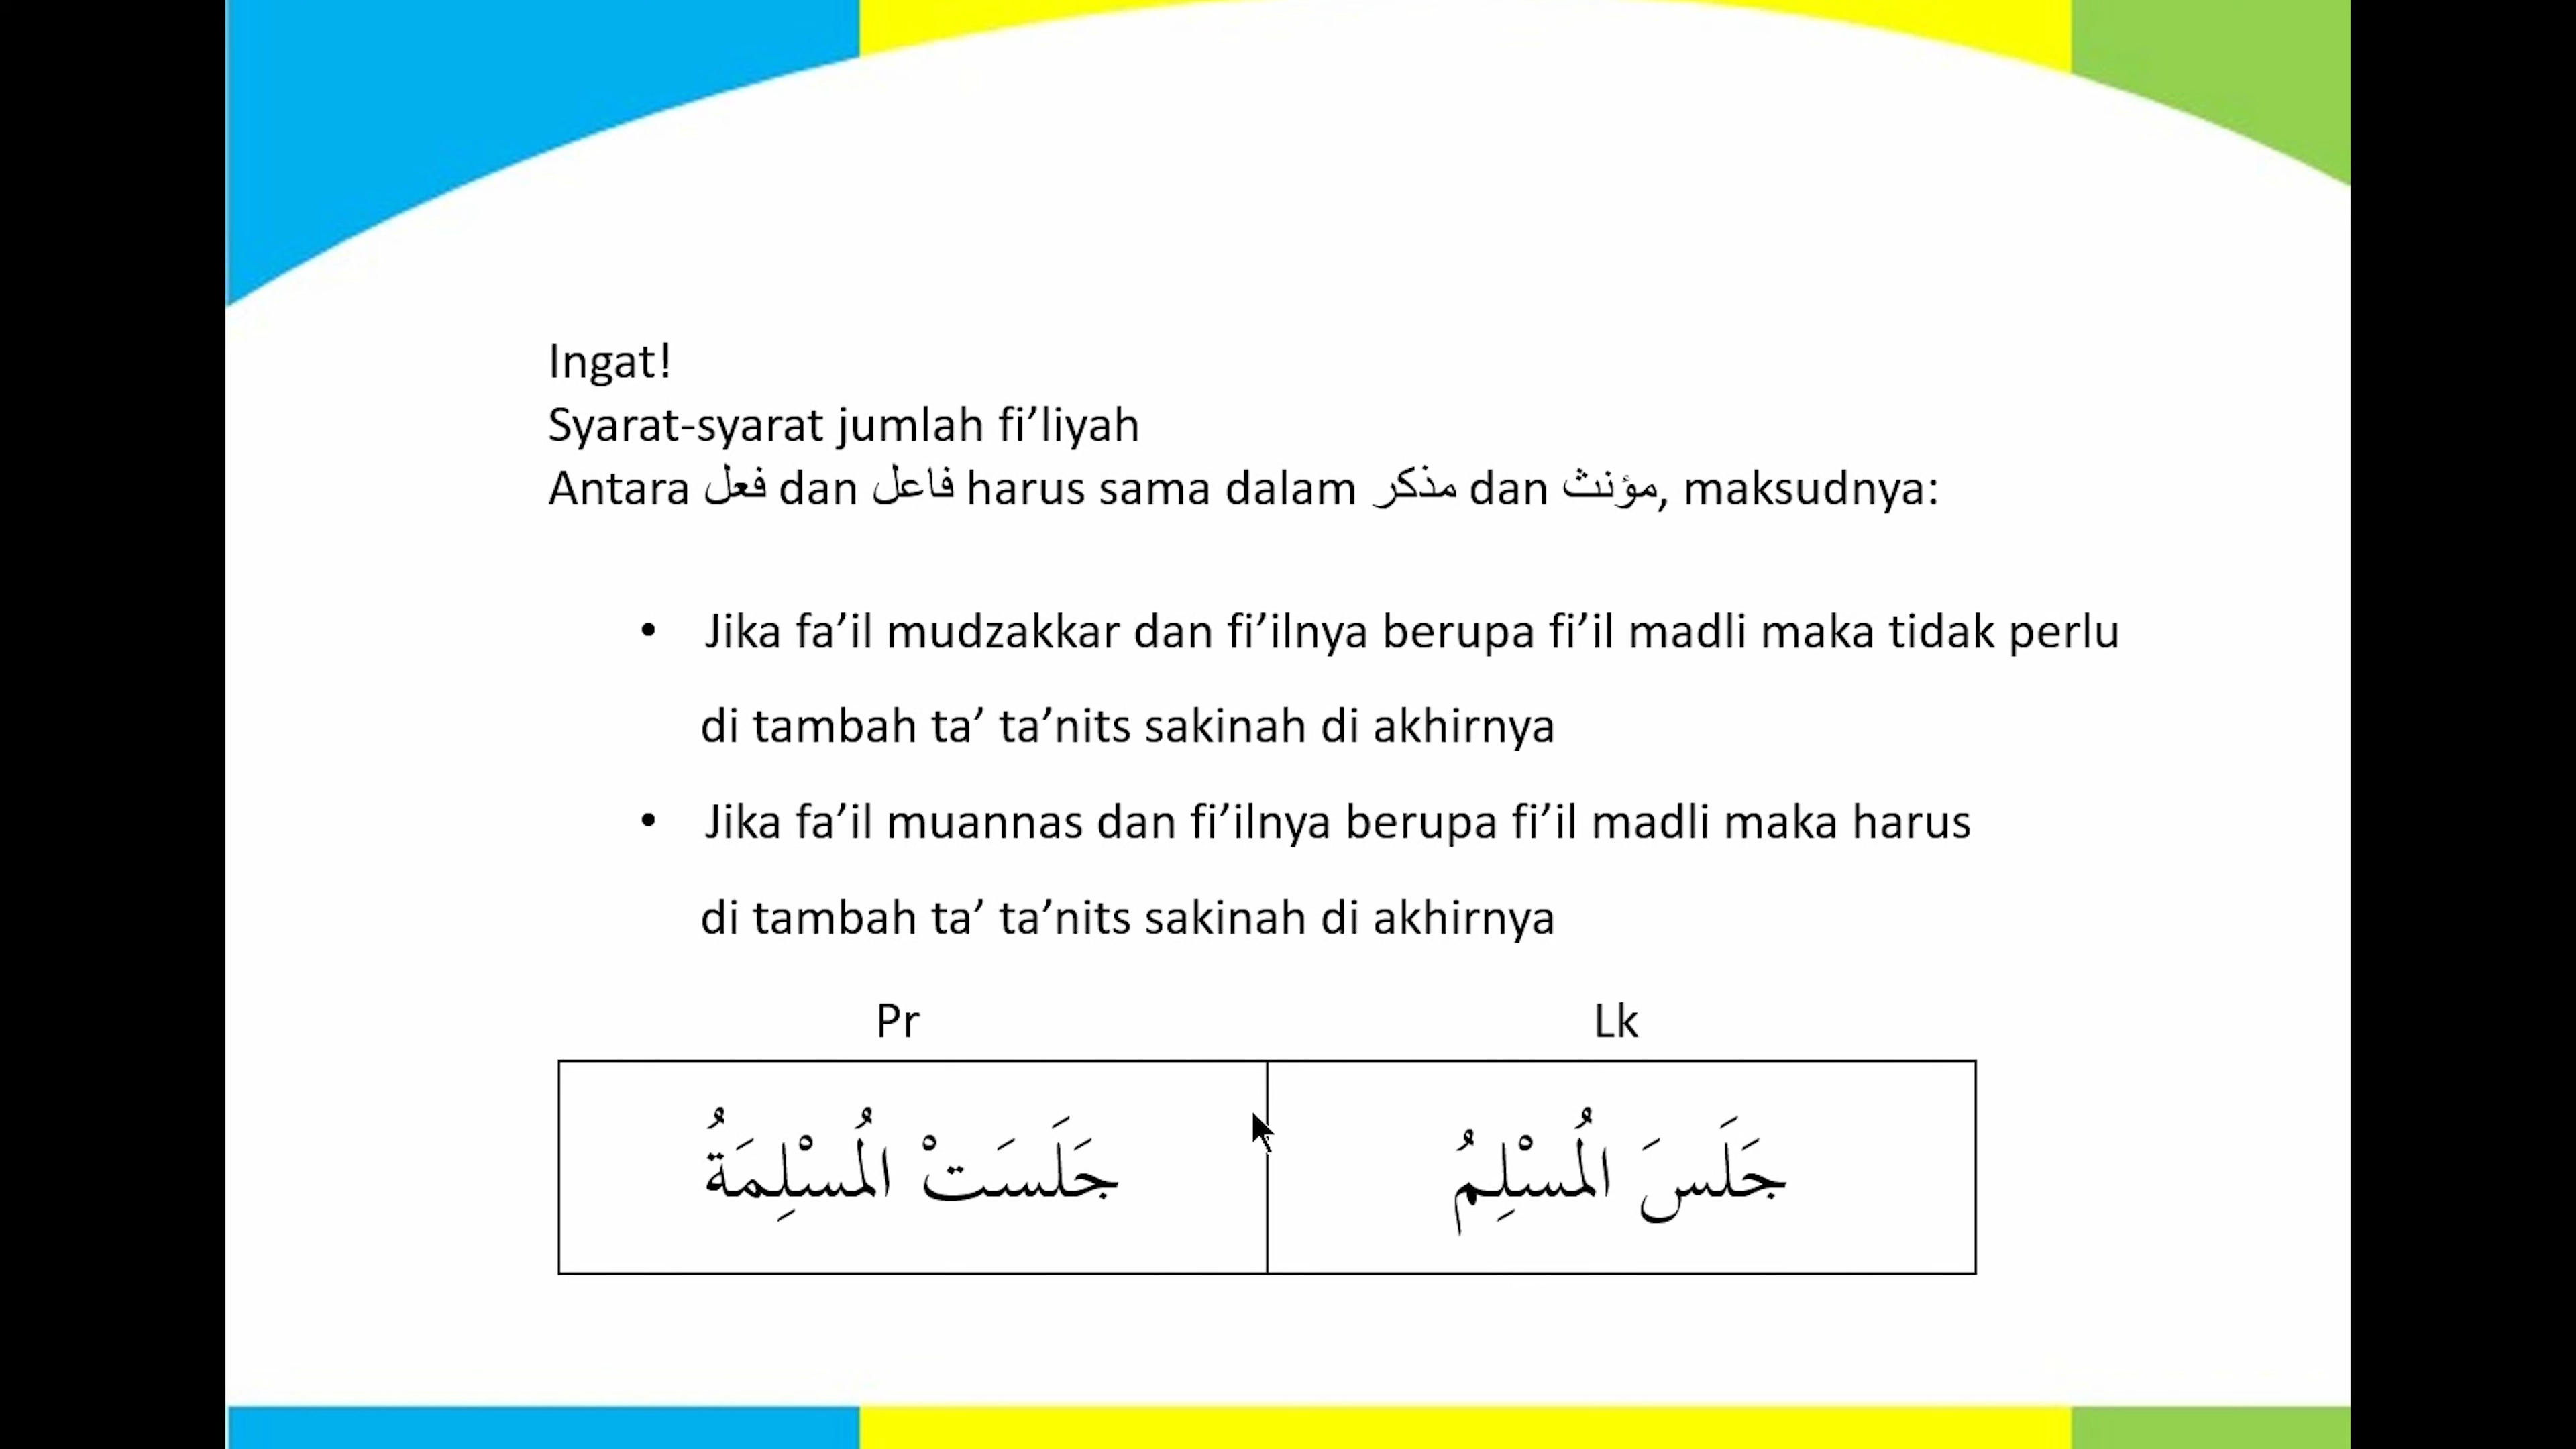 Ingat!
Syarat-syarat jumlah fi’liyah
Antara فعل dan فاعل harus sama dalam مذكر dan مؤنث, maksudnya:
• Jika fa’il mudzakkar dan fi’ilnya berupa fi’il madli maka tidak perlu
di tambah ta’ ta’nits sakinah di akhirnya
• Jika fa’il muannas dan fi’ilnya berupa fi’il madli maka harus
di tambah ta’ ta’nits sakinah di akhirnya
Pr Lk
جَلَسَتْ الُمُسْلِمَةُ جَلَسَ الُمُسْلِمُ